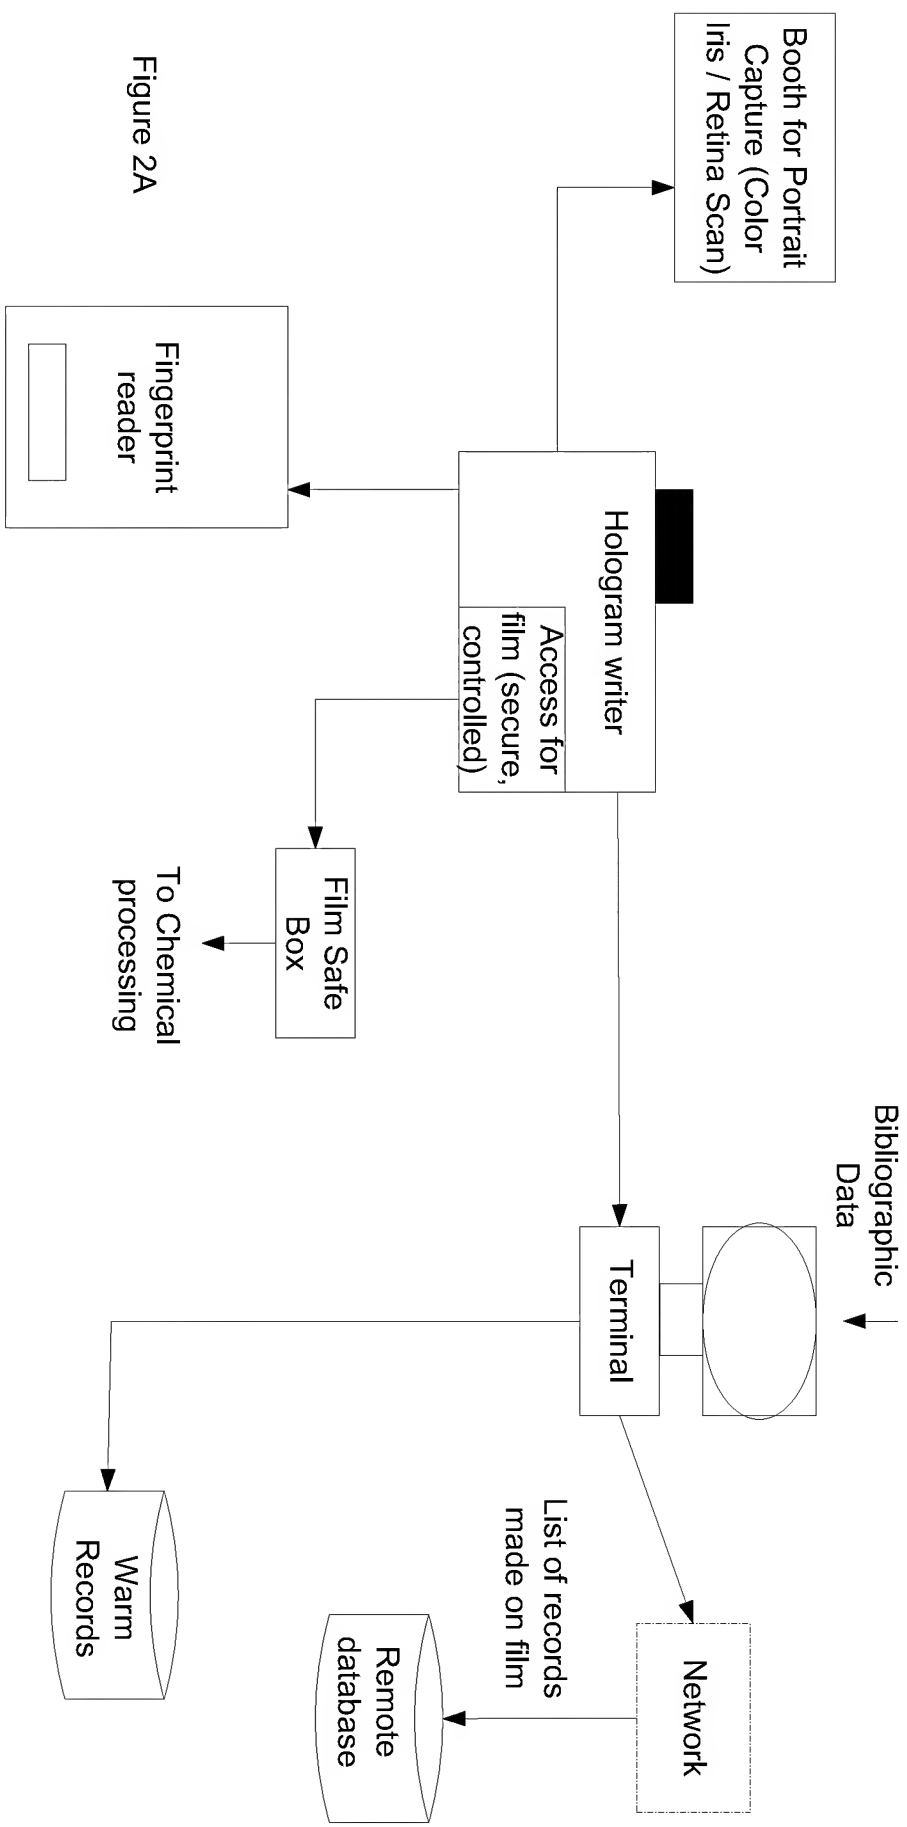 Booth for Portrait
Capture (Color
Iris / Retina Scan)
Hologram writer
Access for
film (secure,
controlled)
Fingerprint
reader
Film Safe
Box
To Chemical
processing
Bibliographic
Data
Terminal
Network
List of records
made on film
Remote
database
Warm
Records
Figure 2A